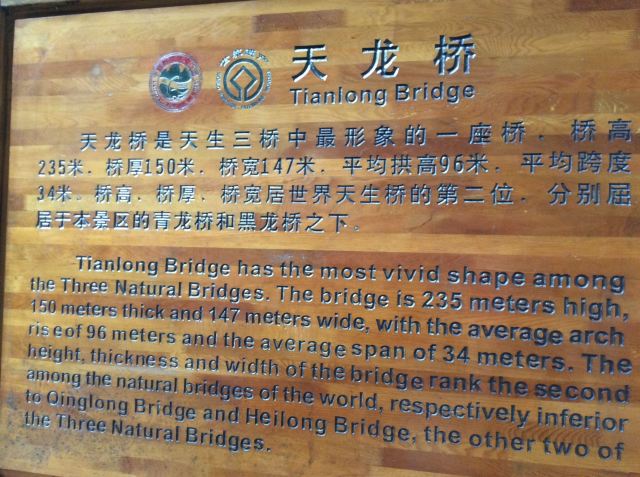 天龙桥
Tianlong Bridge
天龙桥是天生三桥中最形象的一座桥．桥高
235米．桥厚150米．桥宽147米．平均拱高96米．平均跨度
34米。桥高．桥厚．桥宽居世界天生桥的第二位．分别屈
居于本景区的青龙桥和黑龙桥之下。
Tianlong Bridge has the most vivid shape among
the Three Natural Bridges. The bridge is 235 meters high,
150 meters thick and 147 meters wide, with the average arch
rise of 96 meters and the average span of 34 meters. The
height, thickness and width of the bridge rank the second
among the natural bridges of the world, respectively inferior
to Qinglong Bridge and Heilong Bridge, the other two of
the Three Natural Bridges.